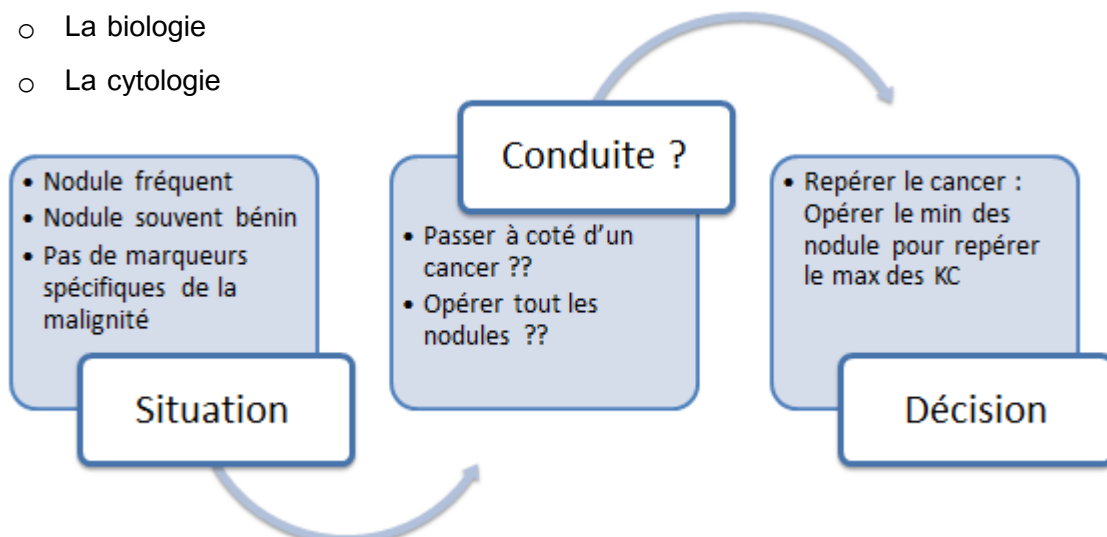 o La biologie
o La cytologie
• Nodule fréquent
• Nodule souvent bénin
• Pas de marqueurs
spécifiques de la
malignité
Situation
Conduite ?
• Passer à coté d'un
cancer ??
• Opérer tout les
nodules ??
• Repérer le cancer :
Opérer le min des
nodule pour repérer
le max des KC
Décision